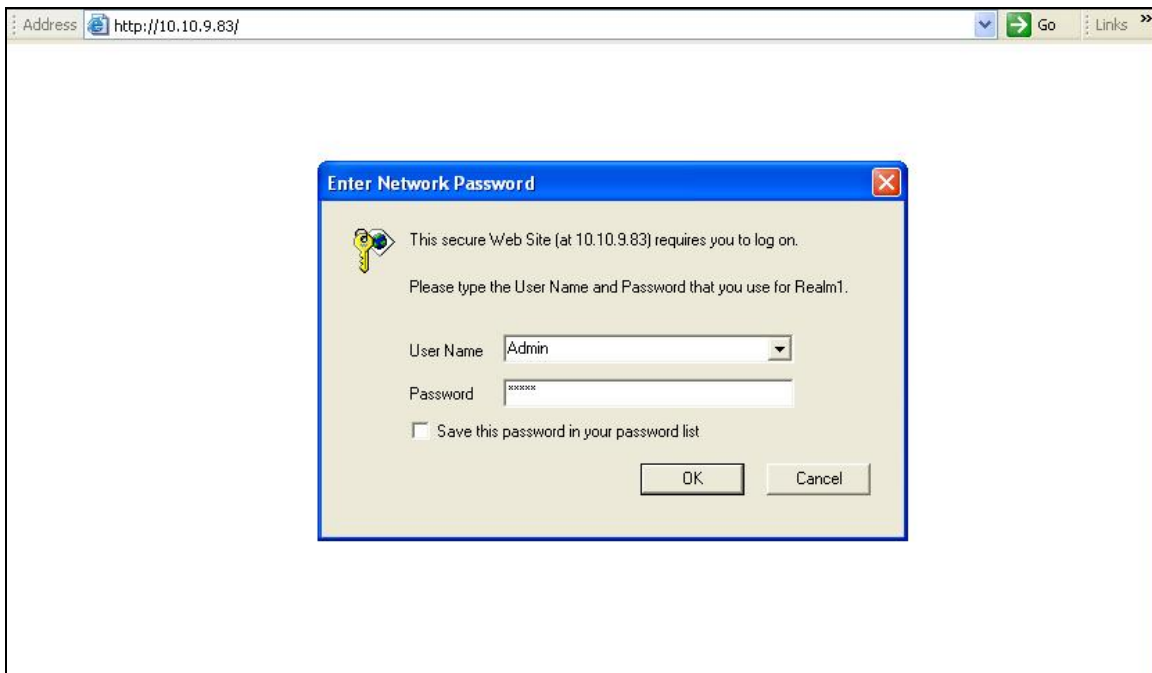 Address http://10.10.9.83/ Go Links »
Enter Network Password
This secure Web Site (at 10.10.9.83) requires you to log on.
Please type the User Name and Password that you use for Realm1.
User Name Admin
Password xxxxx
Save this password in your password list
OK Cancel